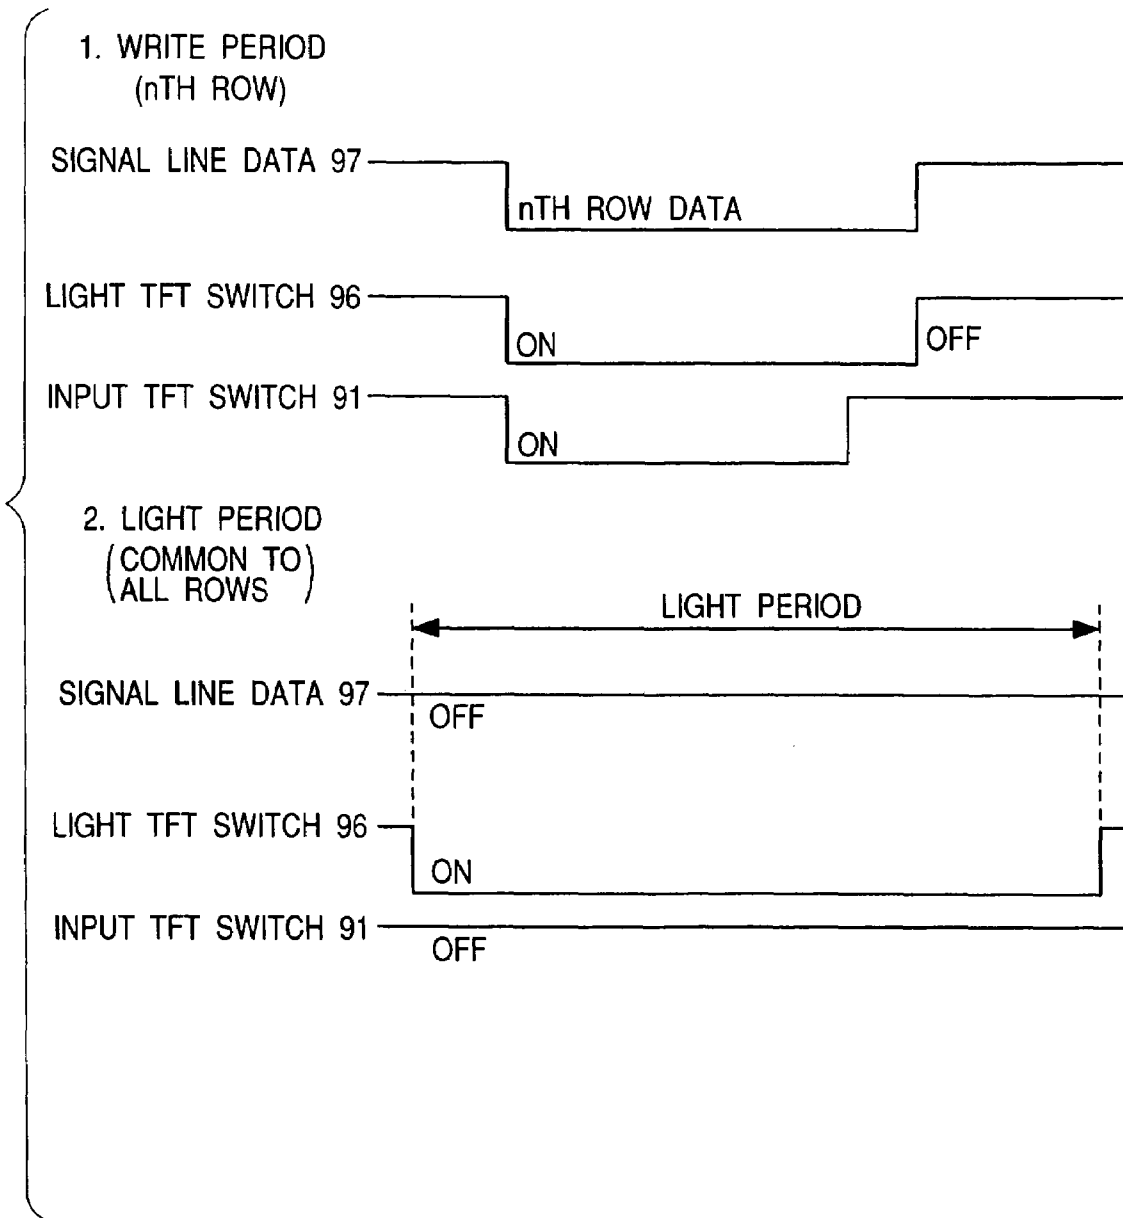 1. WRITE PERIOD
(nTH ROW)
SIGNAL LINE DATA 97
nTH ROW DATA
LIGHT TFT SWITCH 96
ON
OFF
INPUT TFT SWITCH 91
ON
2. LIGHT PERIOD
(COMMON TO
ALL ROWS)
LIGHT PERIOD
SIGNAL LINE DATA 97
OFF
LIGHT TFT SWITCH 96
ON
INPUT TFT SWITCH 91
OFF